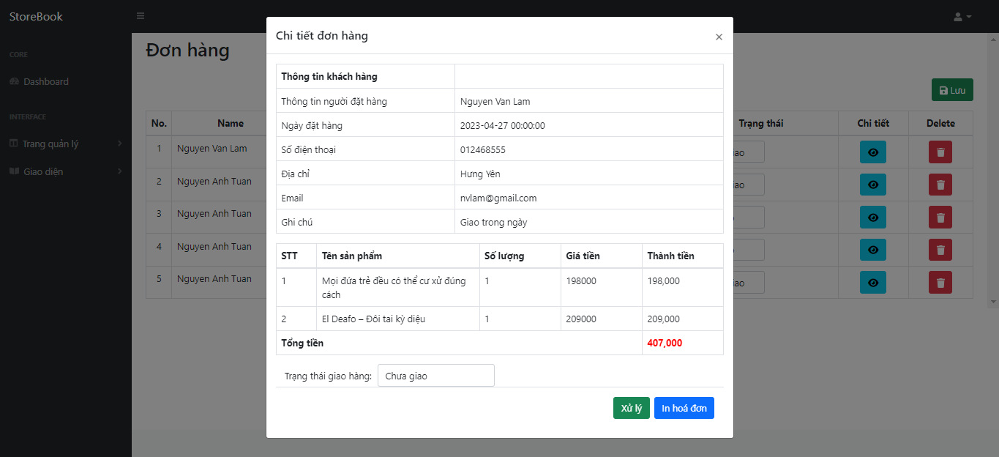 StoreBook
CORE
Dashboard
INTERFACE
Trang quản lý
Giao diện
Đơn hàng
Lưu
No. Name Trạng thái Chi tiết Delete
1 Nguyen Van Lam
2 Nguyen Anh Tuan
3 Nguyen Anh Tuan
4 Nguyen Anh Tuan
5 Nguyen Anh Tuan
Chi tiết đơn hàng
×
Thông tin khách hàng
Thông tin người đặt hàng Nguyen Van Lam
Ngày đặt hàng 2023-04-27 00:00:00
Số điện thoại 012468555
Địa chỉ Hưng Yên
Email nvlam@gmail.com
Ghi chú Giao trong ngày
STT Tên sản phẩm Số lượng Giá tiền Thành tiền
1 Mọi đứa trẻ đều có thể cư xử đúng 1 198000 198,000
cách
2 El Deafo – Đôi tai kỳ diệu 1 209000 209,000
Tổng tiền 407,000
Trạng thái giao hàng: Chưa giao
Xử lý In hoá đơn